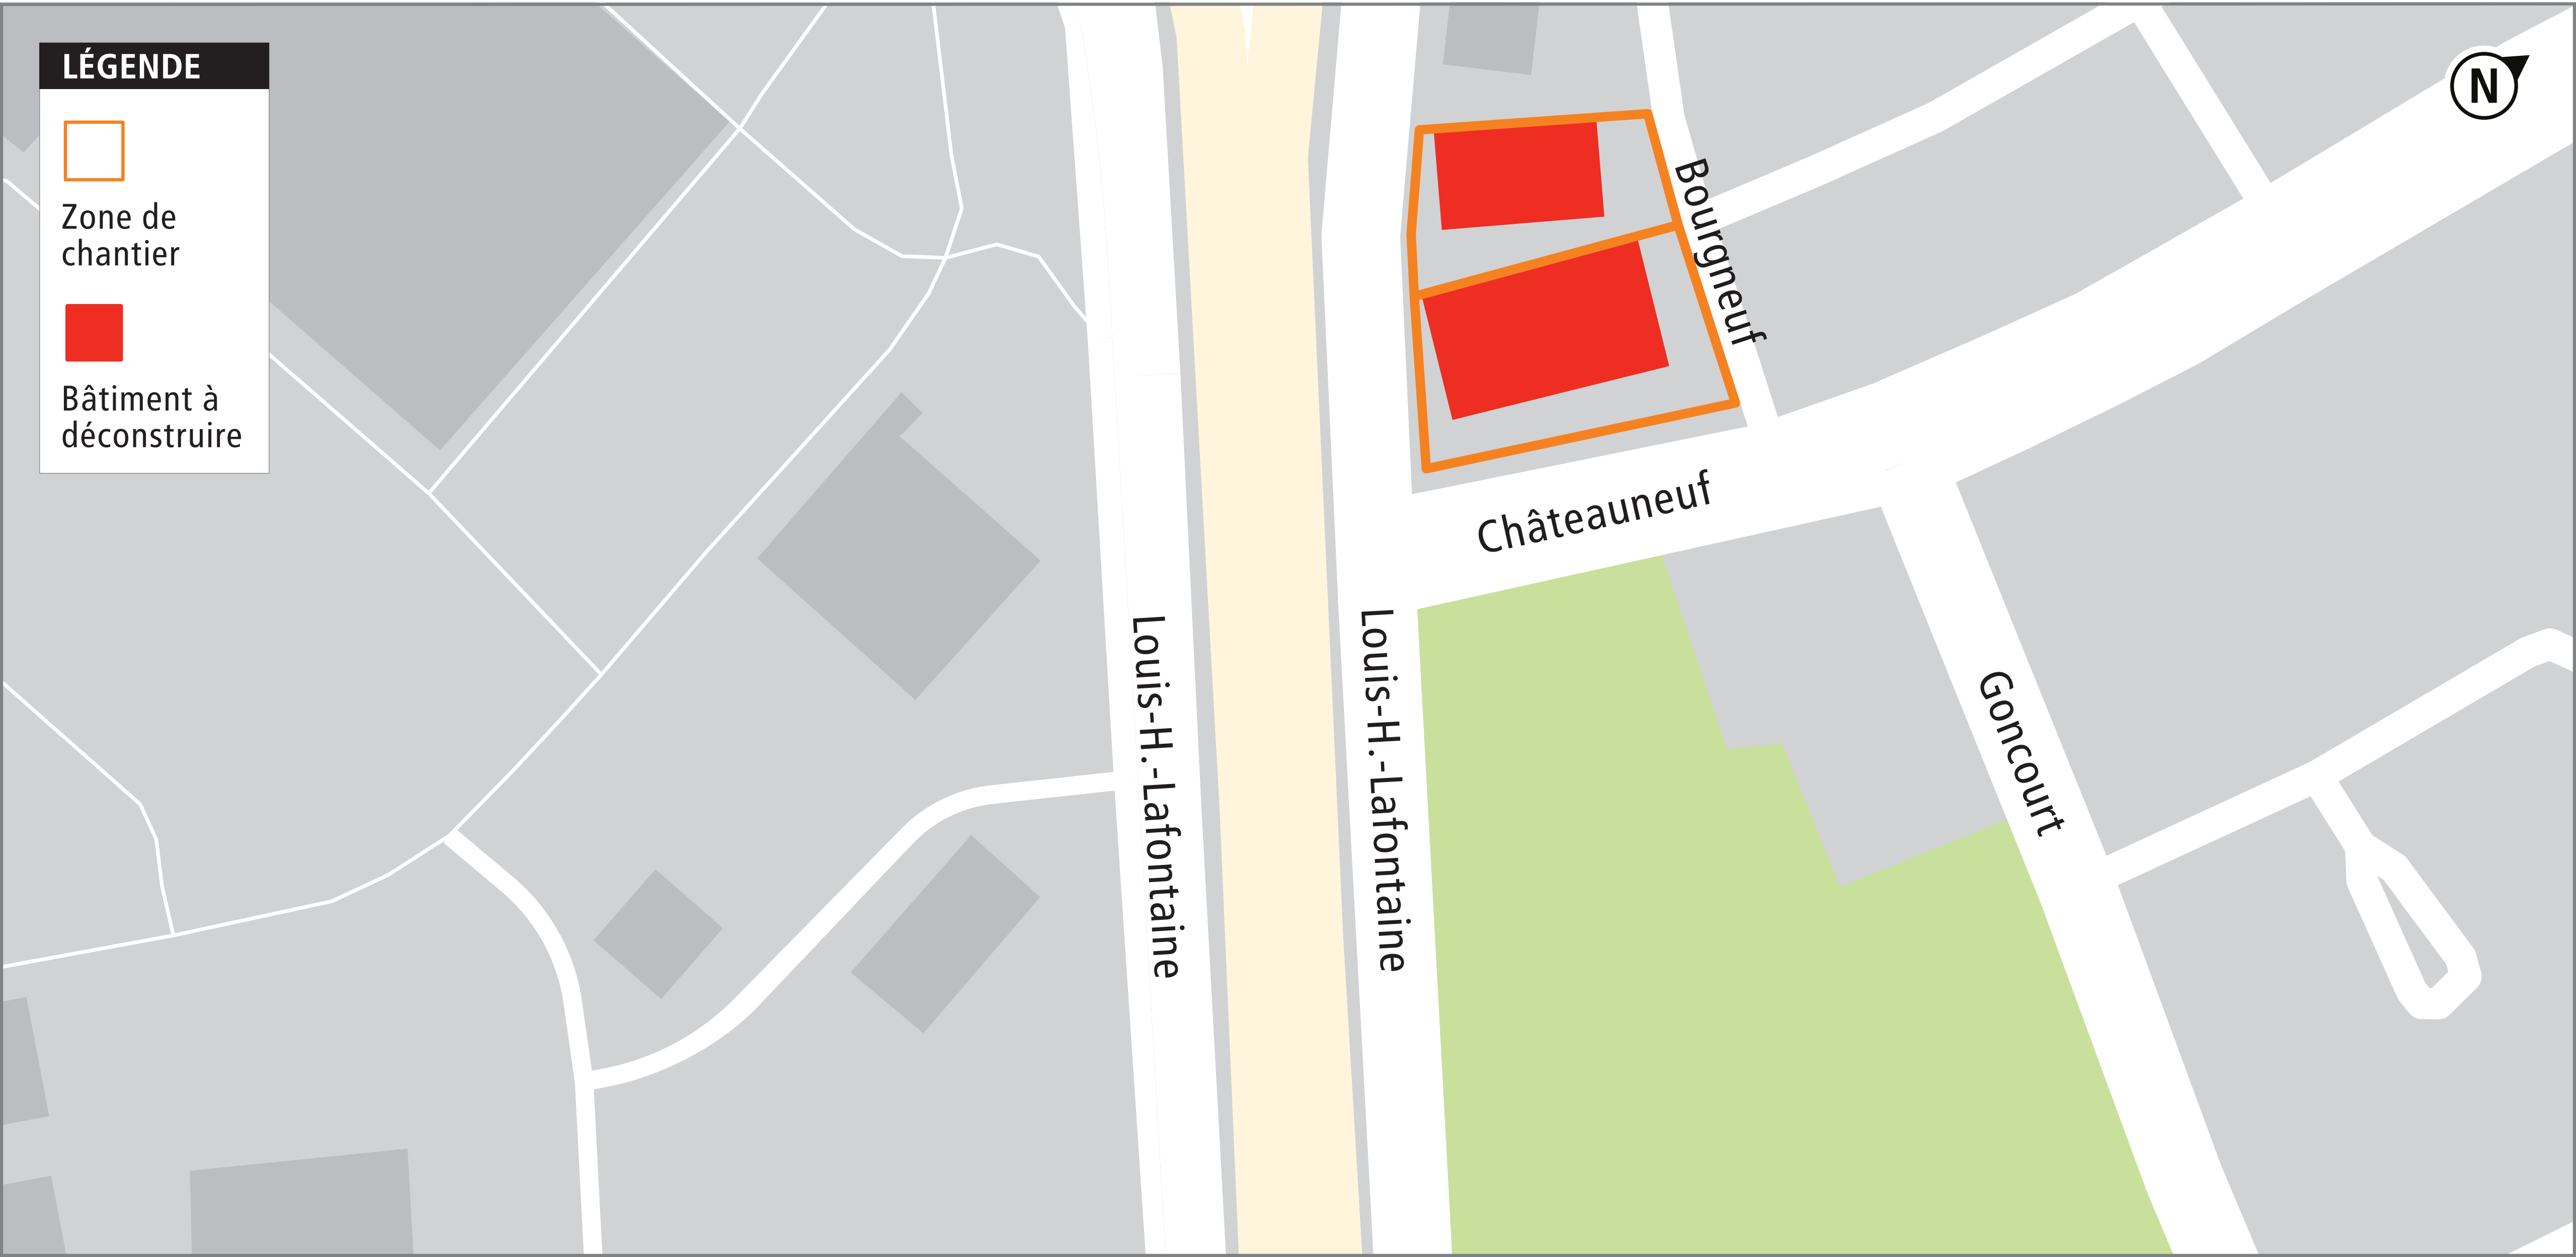 LÉGENDE
Zone de
chantier
Bâtiment à
déconstruire
N
Bourgneuf
Châteauneuf
Louis-H.-Lafontaine
Louis-H.-Lafontaine
Goncourt